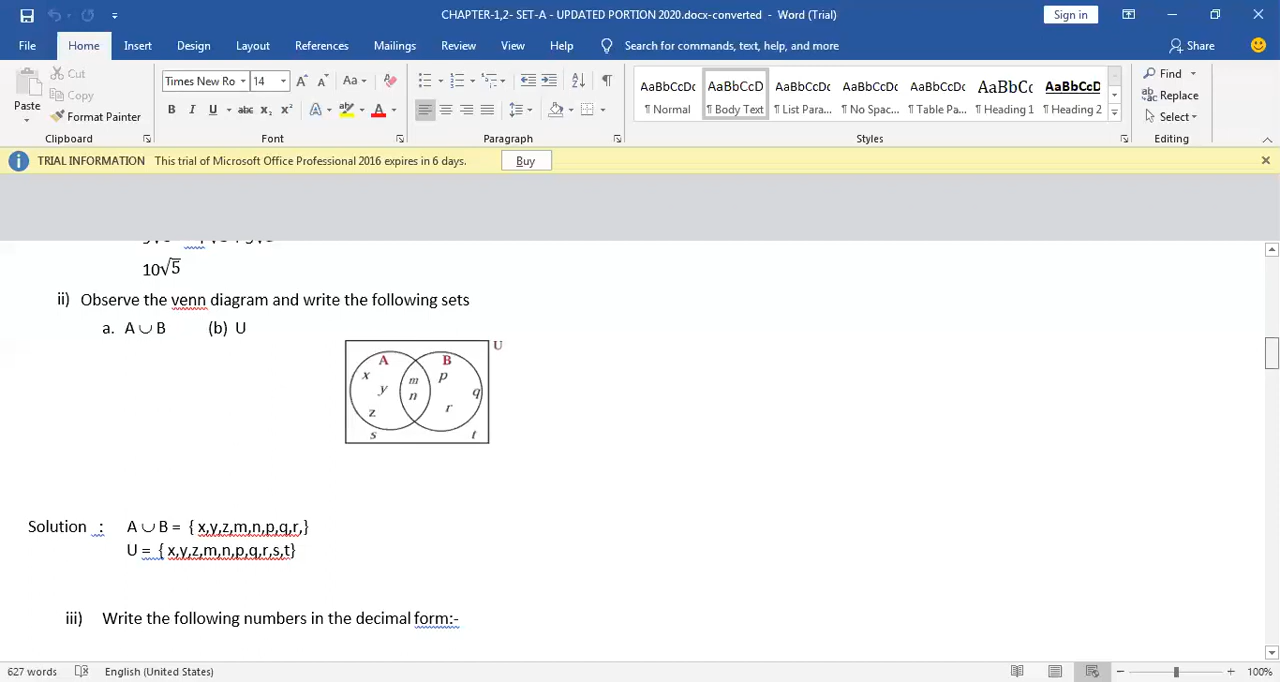 CHAPTER-1,2- SET-A - UPDATED PORTION 2020.docx-converted - Word (Trial)
Sign in
File Home Insert Design Layout References Mailings Review View Help Search for commands, text, help, and more Share
Paste
Cut
Copy
Format Painter
Clipboard
Times New Ro 14
Font
Paragraph
AaBbCcDc AaBbCcD AaBbCcDc AaBbCcDc AaBbCcDc AaBbCc AaBbCcD
¶ Normal ¶ Body Text ¶ List Para... ¶ No Spac... ¶ Table Pa... ¶ Heading 1 ¶ Heading 2
Styles
Find
Replace
Select
Editing
TRIAL INFORMATION This trial of Microsoft Office Professional 2016 expires in 6 days. Buy
10√5
ii) Observe the venn diagram and write the following sets
a. A ∪ B (b) U
U
A B
x m p
y n q
z r
s t
Solution : A ∪ B = { x,y,z,m,n,p,q,r,}
U = { x,y,z,m,n,p,q,r,s,t}
iii) Write the following numbers in the decimal form:-
627 words English (United States) 100%